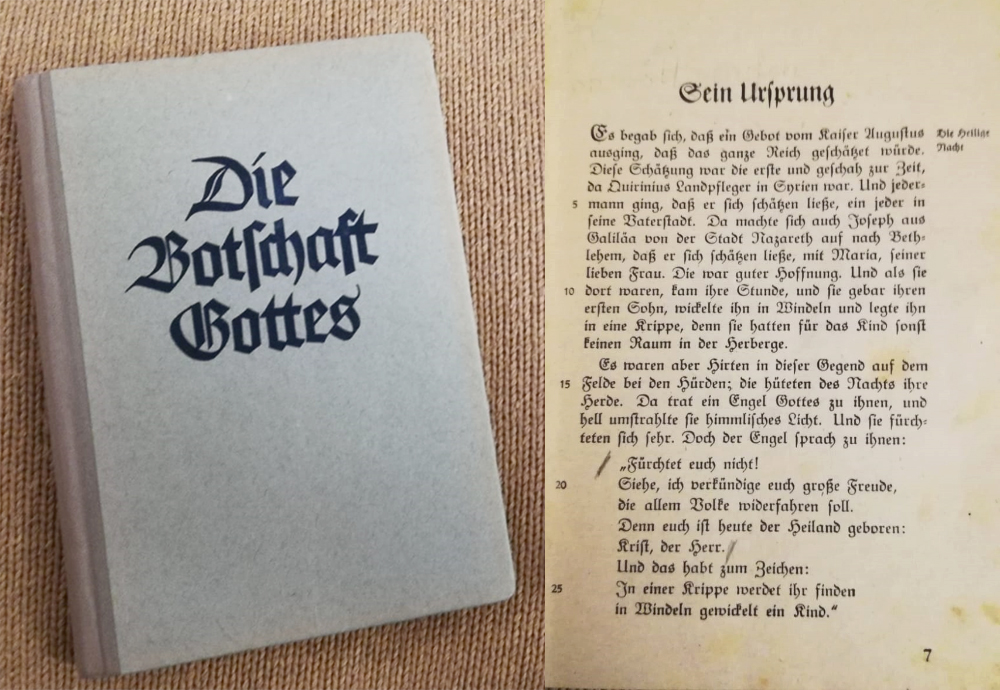 Die
Botschaft
Gottes
Sein Ursprung
Es begab sich, daß ein Gebot vom Kaiser Augustus
ausging, daß das ganze Reich geschätzet würde.
Diese Schätzung war die erste und geschah zur Zeit,
da Quirinius Landpfleger in Syrien war. Und jeder-
5 mann ging, daß er sich schätzen ließe, ein jeder in
seine Vaterstadt. Da machte sich auch Joseph aus
Galiläa von der Stadt Nazareth auf nach Beth-
lehem, daß er sich schätzen ließe, mit Maria, seiner
lieben Frau. Die war guter Hoffnung. Und als sie
10 dort waren, kam ihre Stunde, und sie gebar ihren
ersten Sohn, wickelte ihn in Windeln und legte ihn
in eine Krippe, denn sie hatten für das Kind sonst
keinen Raum in der Herberge.
Es waren aber Hirten in dieser Gegend auf dem
15 Felde bei den Hürden; die hüteten des Nachts ihre
Herde. Da trat ein Engel Gottes zu ihnen, und
hell umstrahlte sie himmlisches Licht. Und sie fürch-
teten sich sehr. Doch der Engel sprach zu ihnen:
„Fürchtet euch nicht!
20 Siehe, ich verkündige euch große Freude,
die allem Volke widerfahren soll.
Denn euch ist heute der Heiland geboren:
Krist, der Herr.
Und das habt zum Zeichen:
25 In einer Krippe werdet ihr finden
in Windeln gewickelt ein Kind.“
Die Heilige
Nacht
7